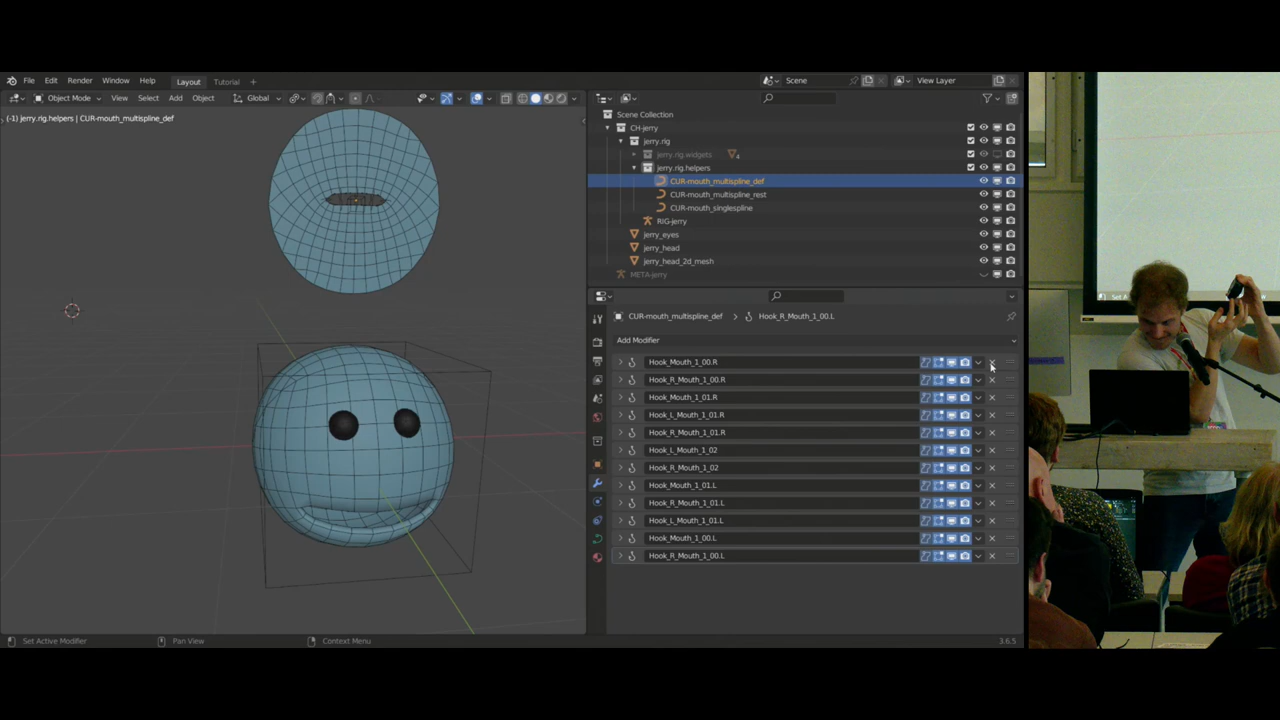 File Edit Render Window Help Layout Tutorial + Scene View Layer
Object Mode View Select Add Object Global
(-1) jerry.rig.helpers | CUR-mouth_multispline_def
Scene Collection
CH-jerry
jerry.rig
jerry.rig.widgets 4
jerry.rig.helpers
CUR-mouth_multispline_def
CUR-mouth_multispline_rest
CUR-mouth_singlespline
RIG-jerry
jerry_eyes
jerry_head
jerry_head_2d_mesh
META-jerry
CUR-mouth_multispline_def > Hook_R_Mouth_1_00.L
Add Modifier
Hook_Mouth_1_00.R
Hook_R_Mouth_1_00.R
Hook_Mouth_1_01.R
Hook_L_Mouth_1_01.R
Hook_R_Mouth_1_01.R
Hook_L_Mouth_1_02
Hook_R_Mouth_1_02
Hook_Mouth_1_01.L
Hook_R_Mouth_1_01.L
Hook_L_Mouth_1_01.L
Hook_Mouth_1_00.L
Hook_R_Mouth_1_00.L
Set Active Modifier Pan View Context Menu 3.6.5